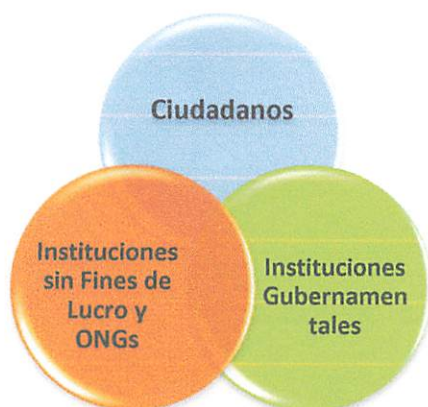 Ciudadanos
Instituciones
sin Fines de
Lucro y
ONGs
Instituciones
Gubernamen
tales